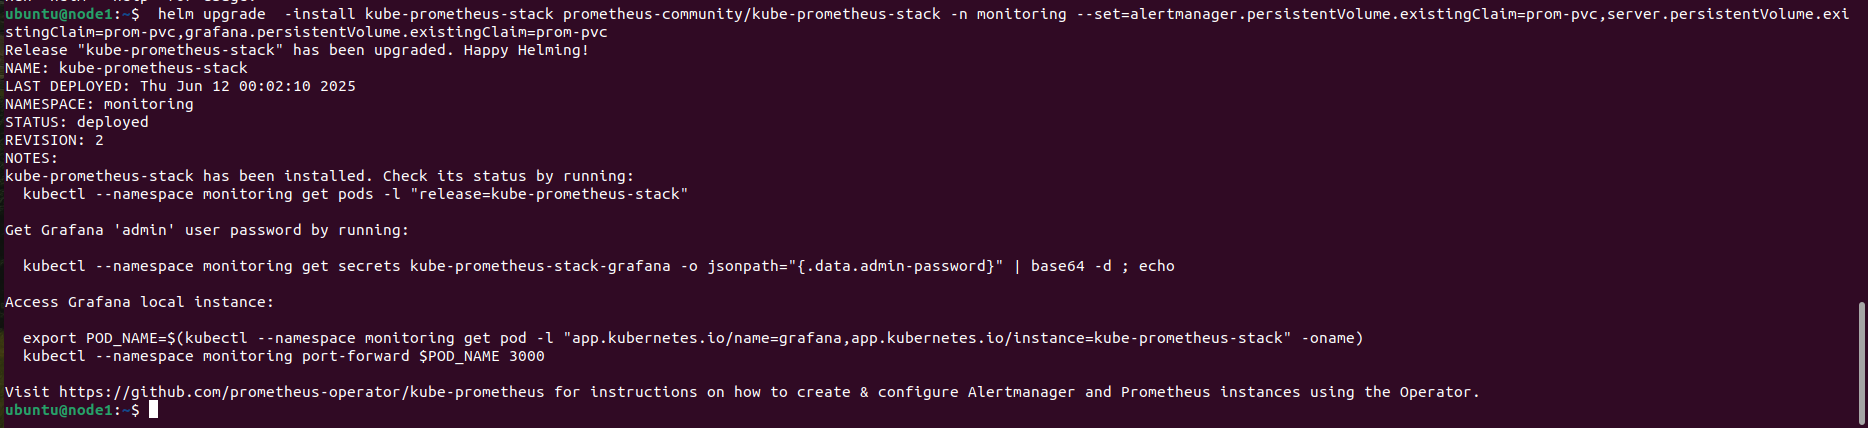 ubuntu@node1:~$  helm upgrade  -install kube-prometheus-stack prometheus-community/kube-prometheus-stack -n monitoring --set=alertmanager.persistentVolume.existingClaim=prom-pvc,server.persistentVolume.exi
stingClaim=prom-pvc,grafana.persistentVolume.existingClaim=prom-pvc
Release "kube-prometheus-stack" has been upgraded. Happy Helming!
NAME: kube-prometheus-stack
LAST DEPLOYED: Thu Jun 12 00:02:10 2025
NAMESPACE: monitoring
STATUS: deployed
REVISION: 2
NOTES:
kube-prometheus-stack has been installed. Check its status by running:
  kubectl --namespace monitoring get pods -l "release=kube-prometheus-stack"

Get Grafana 'admin' user password by running:

  kubectl --namespace monitoring get secrets kube-prometheus-stack-grafana -o jsonpath="{.data.admin-password}" | base64 -d ; echo

Access Grafana local instance:

  export POD_NAME=$(kubectl --namespace monitoring get pod -l "app.kubernetes.io/name=grafana,app.kubernetes.io/instance=kube-prometheus-stack" -oname)
  kubectl --namespace monitoring port-forward $POD_NAME 3000

Visit https://github.com/prometheus-operator/kube-prometheus for instructions on how to create & configure Alertmanager and Prometheus instances using the Operator.
ubuntu@node1:~$